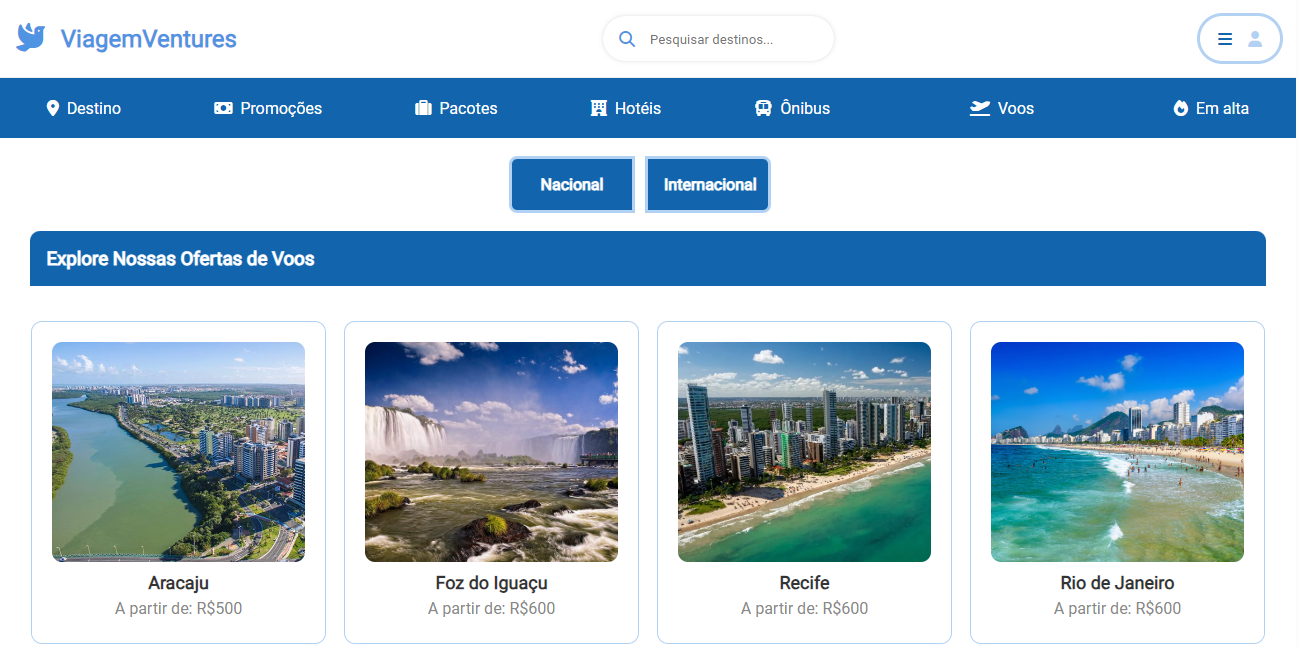 ViagemVentures
Pesquisar destinos...
Destino Promoções Pacotes Hotéis Ônibus Voos Em alta
Nacional Internacional
Explore Nossas Ofertas de Voos
Aracaju Foz do Iguaçu Recife Rio de Janeiro
A partir de: R$500 A partir de: R$600 A partir de: R$600 A partir de: R$600